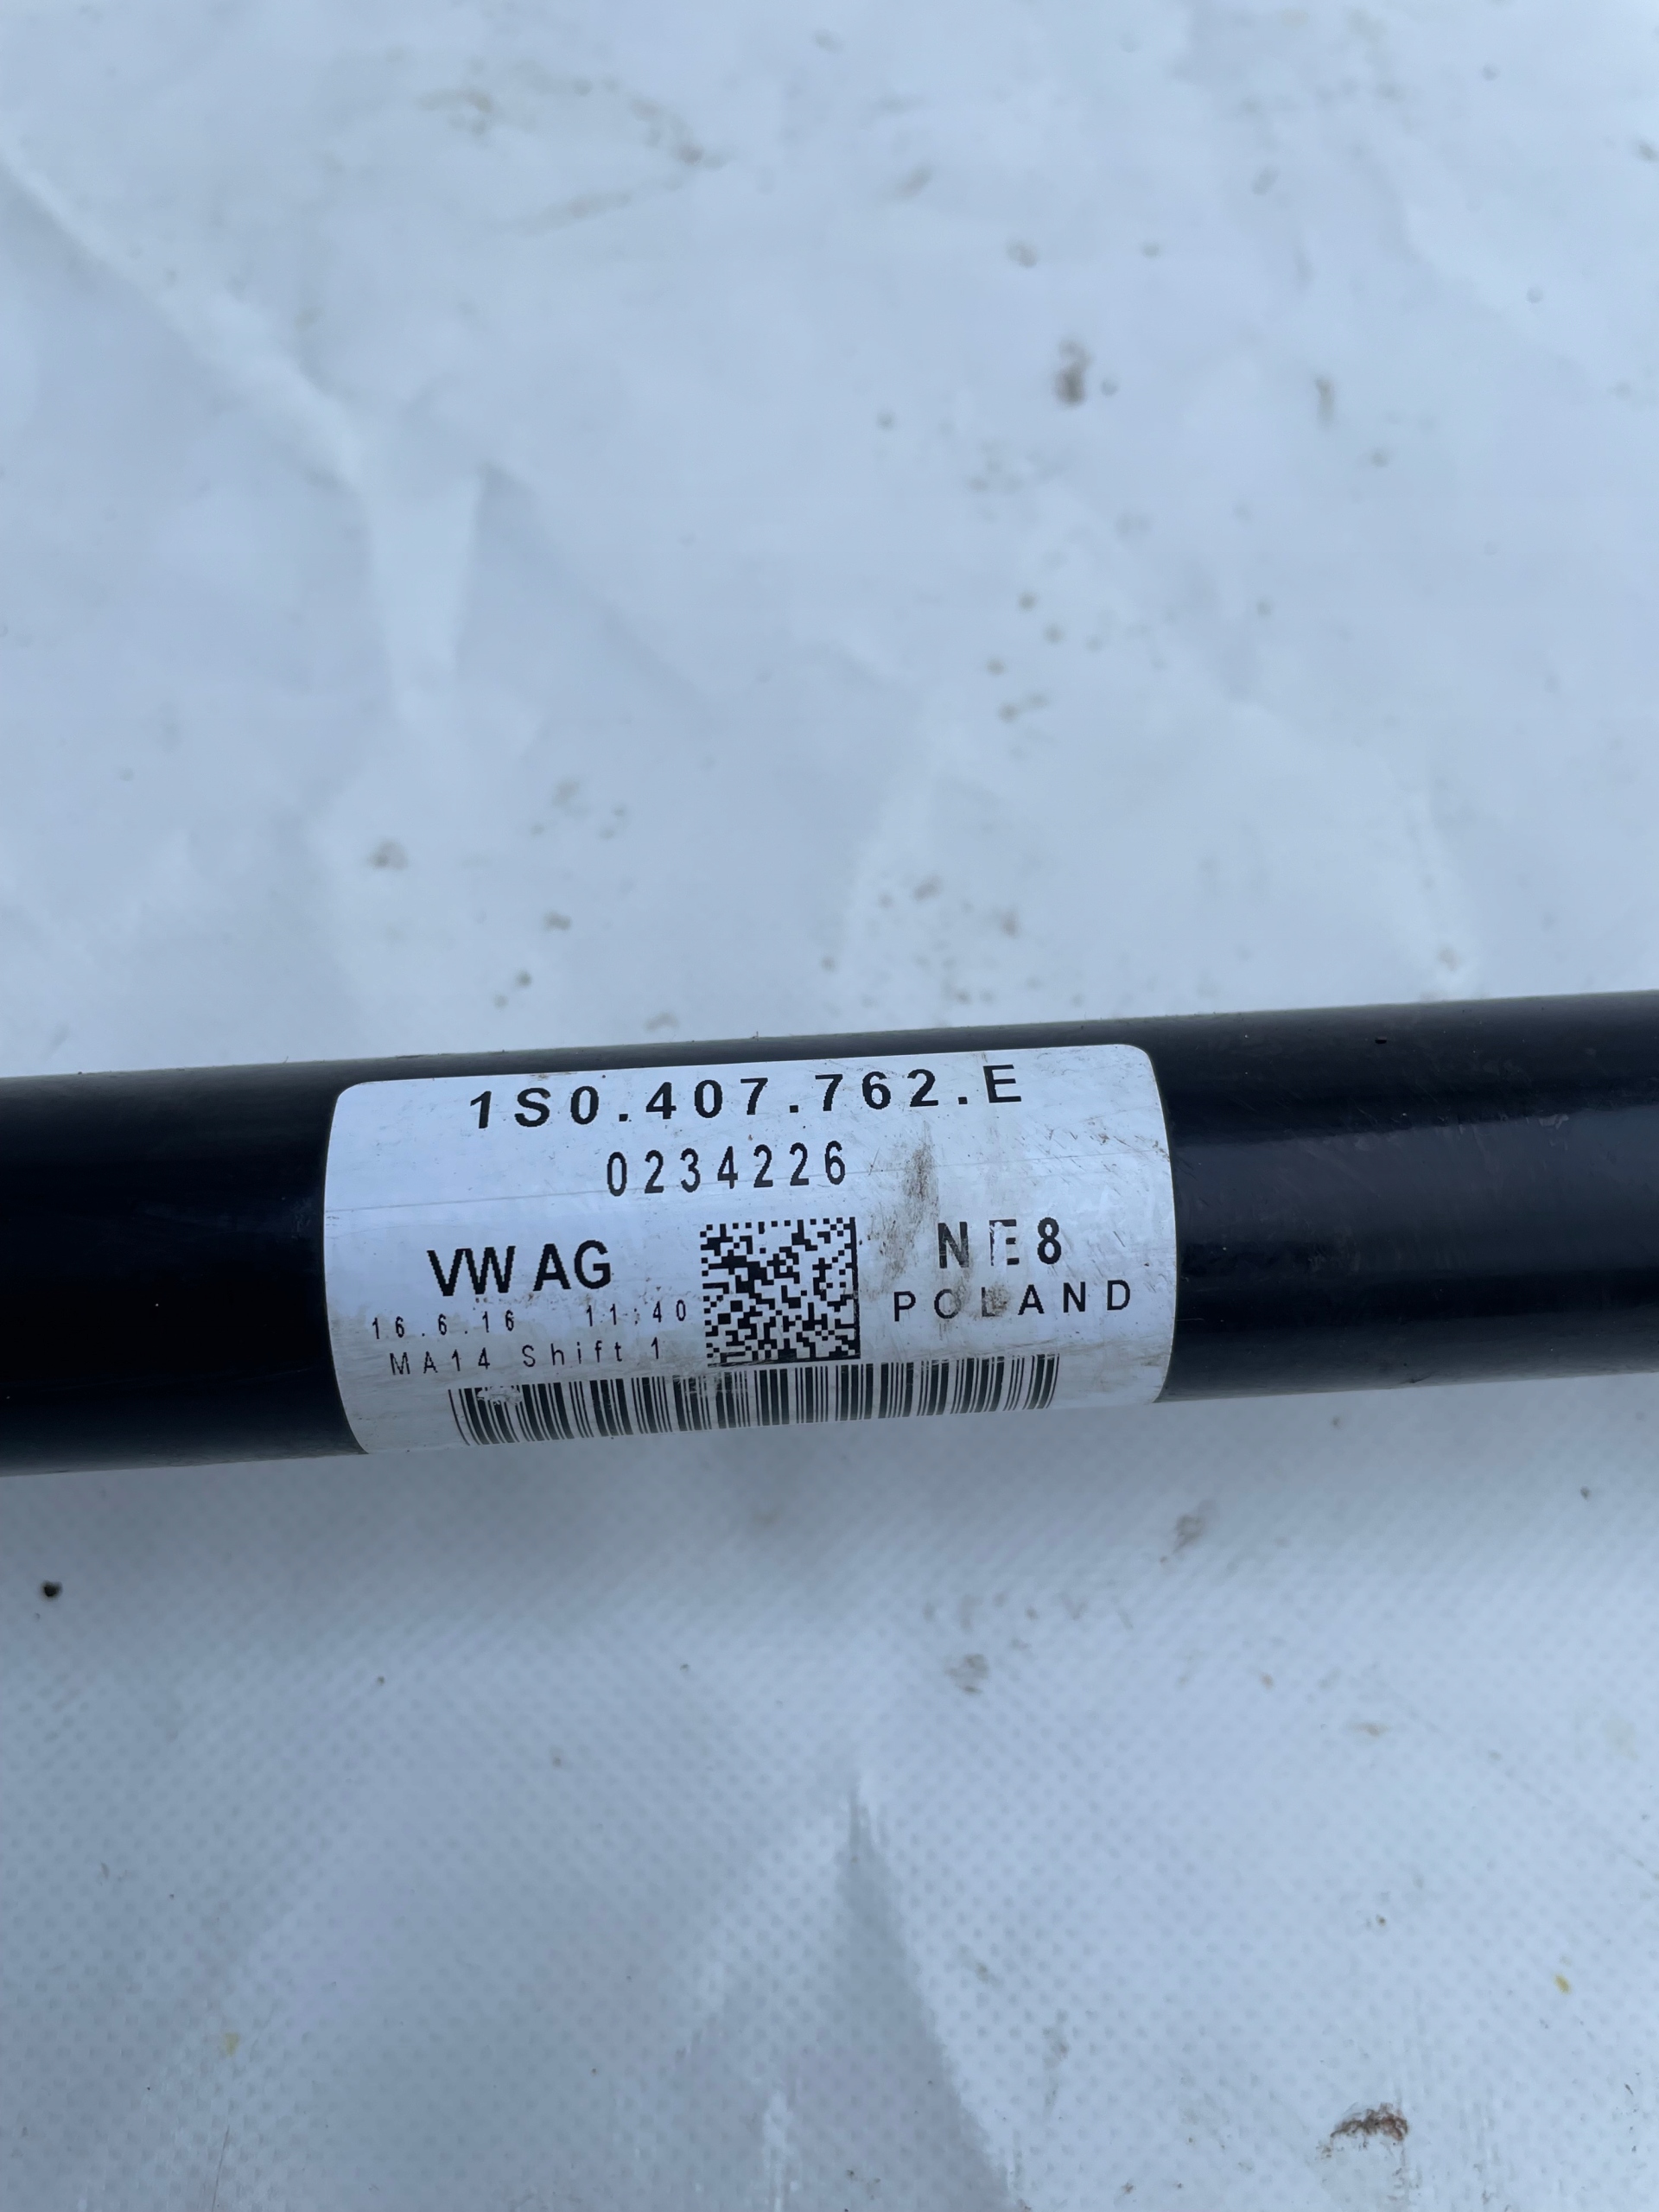 1S0.407.762.E
0234226
VW AG
NE8
16.6.16 11:40
POLAND
MA14 Shift 1